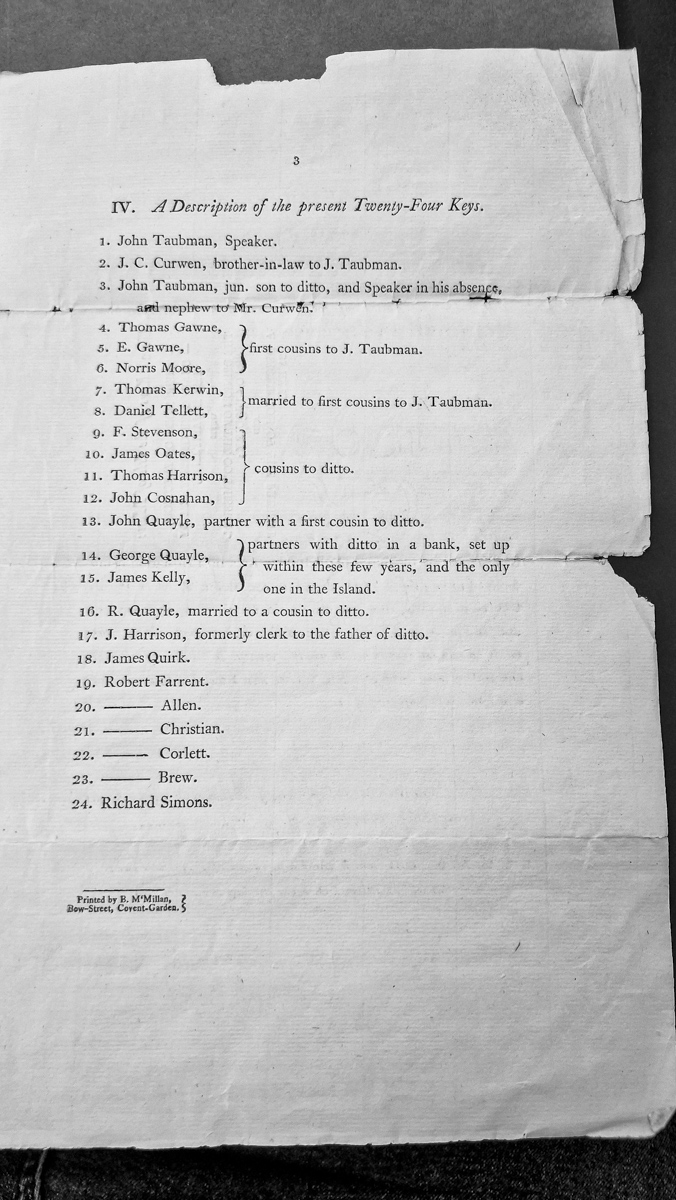 3
IV. A Description of the present Twenty-Four Keys.
1. John Taubman, Speaker.
2. J. C. Curwen, brother-in-law to J. Taubman.
3. John Taubman, jun. son to ditto, and Speaker in his absence,
and nephew to Mr. Curwen.
4. Thomas Gawne,
5. E. Gawne, } first cousins to J. Taubman.
6. Norris Moore,
7. Thomas Kerwin,
8. Daniel Tellett, } married to first cousins to J. Taubman.
9. F. Stevenson,
10. James Oates,
11. Thomas Harrison, } cousins to ditto.
12. John Cosnahan,
13. John Quayle, partner with a first cousin to ditto.
14. George Quayle, } partners with ditto in a bank, set up
15. James Kelly, within these few years, and the only
one in the Island.
16. R. Quayle, married to a cousin to ditto.
17. J. Harrison, formerly clerk to the father of ditto.
18. James Quirk.
19. Robert Farrent.
20. ——— Allen.
21. ——— Christian.
22. ——— Corlett.
23. ——— Brew.
24. Richard Simons.
Printed by B. M'Millan, }
Bow-Street, Covent-Garden.